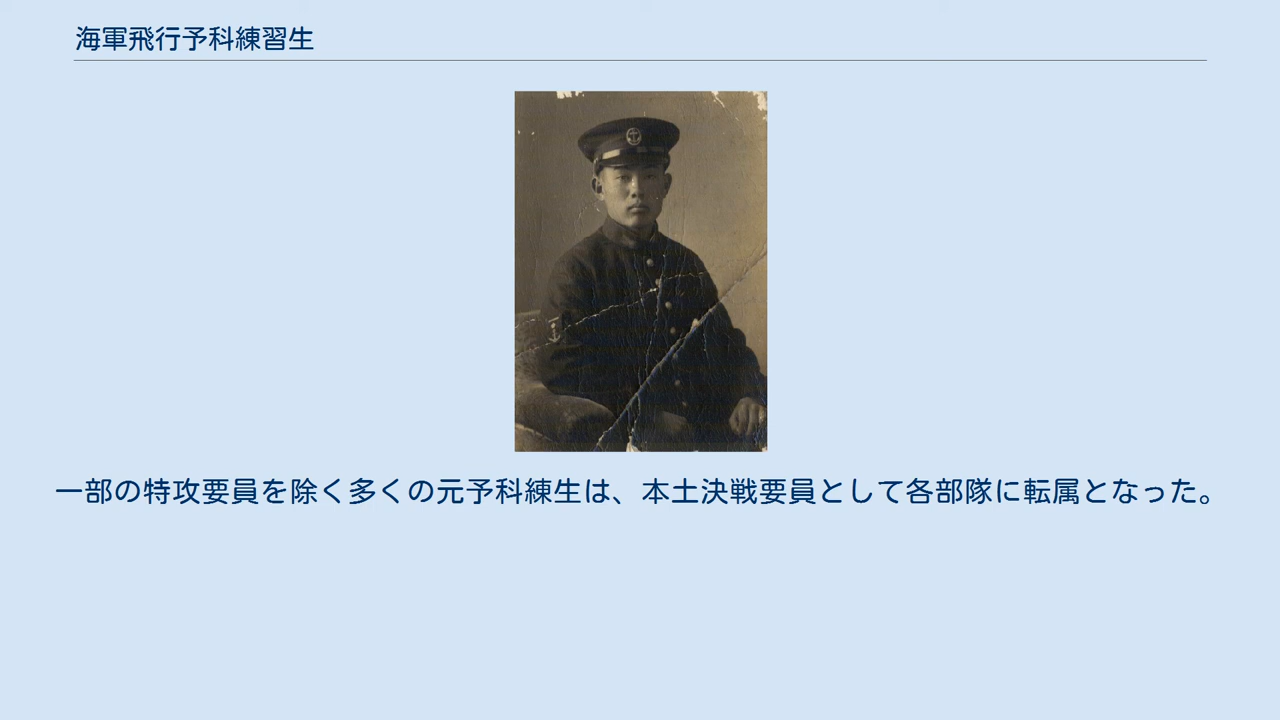 海軍飛行予科練習生
一部の特攻要員を除く多くの元予科練生は、本土決戦要員として各部隊に転属となった。